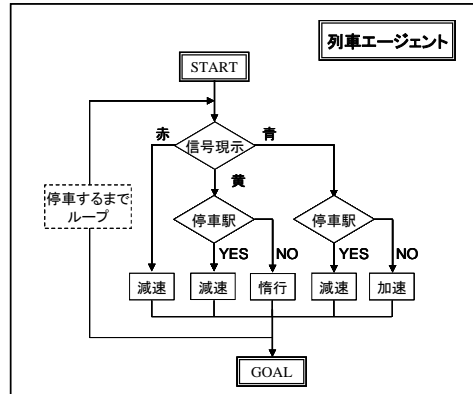 列車エージェント
START
赤
信号現示
青
黄
停車するまで
ループ
停車駅
停車駅
YES
NO
YES
NO
減速
減速
惰行
減速
加速
GOAL